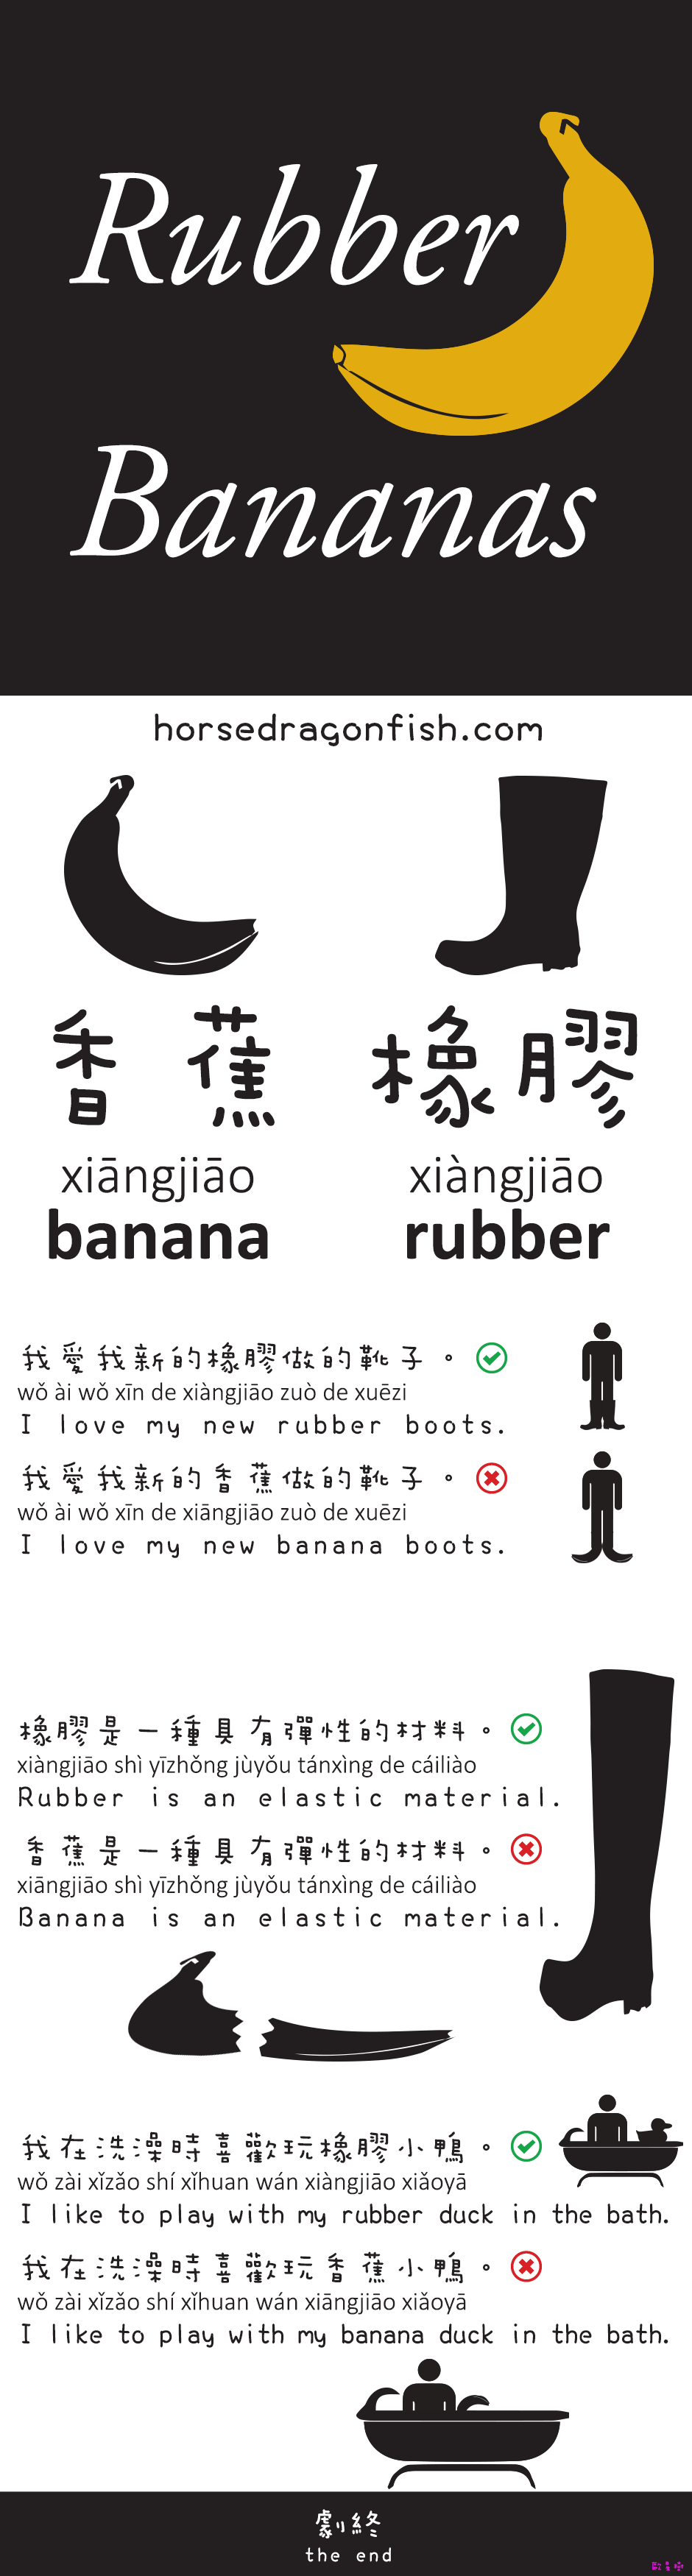 Rubber
Bananas
horsedragonfish.com
香蕉 橡膠
xiāngjiāo xiàngjiāo
banana rubber
我愛我新的橡膠做的靴子。
wǒ ài wǒ xīn de xiàngjiāo zuò de xuēzi
I love my new rubber boots.
我愛我新的香蕉做的靴子。
wǒ ài wǒ xīn de xiāngjiāo zuò de xuēzi
I love my new banana boots.
橡膠是一種具有彈性的材料。
xiàngjiāo shì yīzhǒng jùyǒu tánxìng de cáiliào
Rubber is an elastic material.
香蕉是一種具有彈性的材料。
xiāngjiāo shì yīzhǒng jùyǒu tánxìng de cáiliào
Banana is an elastic material.
我在洗澡時喜歡玩橡膠小鴨。
wǒ zài xǐzǎo shí xǐhuan wán xiàngjiāo xiǎoyā
I like to play with my rubber duck in the bath.
我在洗澡時喜歡玩香蕉小鴨。
wǒ zài xǐzǎo shí xǐhuan wán xiāngjiāo xiǎoyā
I like to play with my banana duck in the bath.
劇終
the end